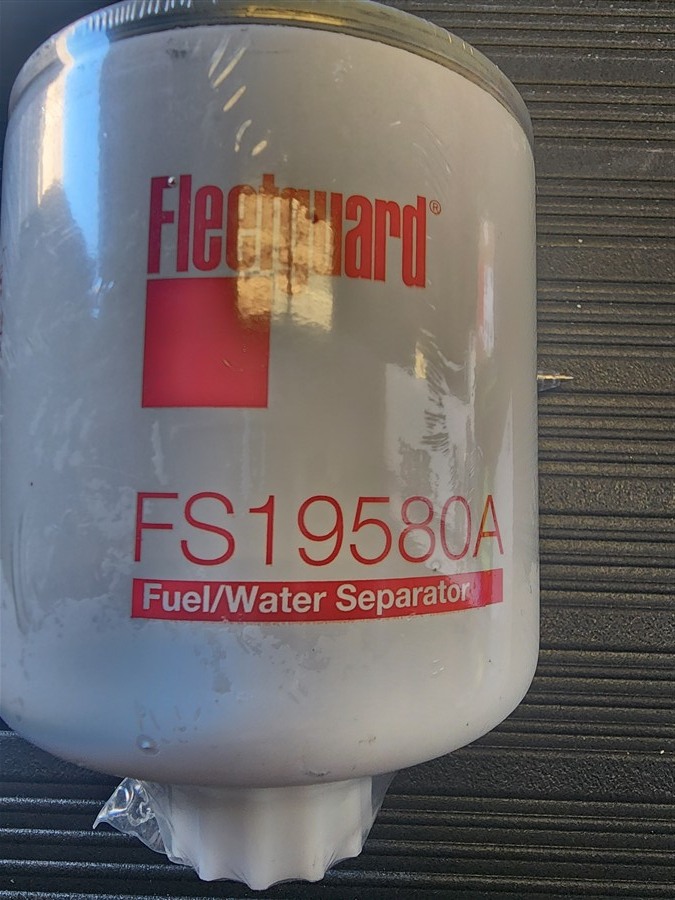 Fleetguard®
FS19580A
Fuel/Water Separator